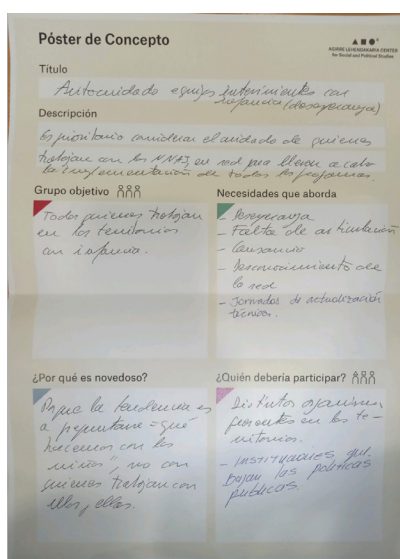 Póster de Concepto
AGIRRE LEHENDAKARIA CENTER
for Social and Political Studies
Título
Autocuidado equipos intervinientes con
infancia (desesperanza)
Descripción
Es prioritario considerar el cuidado de quienes
trabajan con los NNAJ, en red para llevar a cabo
la implementación de todos los programas.
Grupo objetivo
Todos quienes trabajan
en los territorios
con infancia.
Necesidades que aborda
- Desesperanza
- Falta de articulación
- Cansancio
- Desconocimiento de
la red
- Jornadas de actualización
técnicas.
¿Por qué es novedoso?
Porque la tendencia es
a preguntarse "qué
hacemos con los
niños", no con
quienes trabajan con
ellos y ellas.
¿Quién debería participar?
Distintos organismos
presentes en los te-
rritorios.
- Instituciones que
bajan las políticas
públicas.